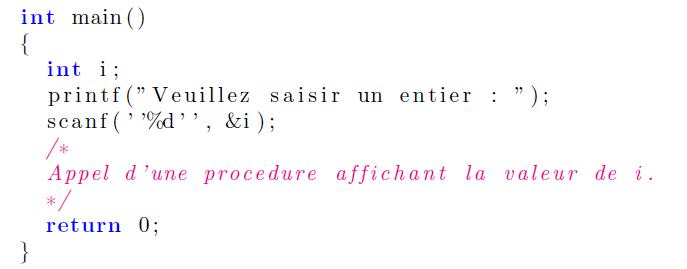 int main()
{
int i;
printf(”Veuillez saisir un entier : ”);
scanf(’’%d’’, &i);
/*
Appel d’une procedure affichant la valeur de i.
*/
return 0;
}